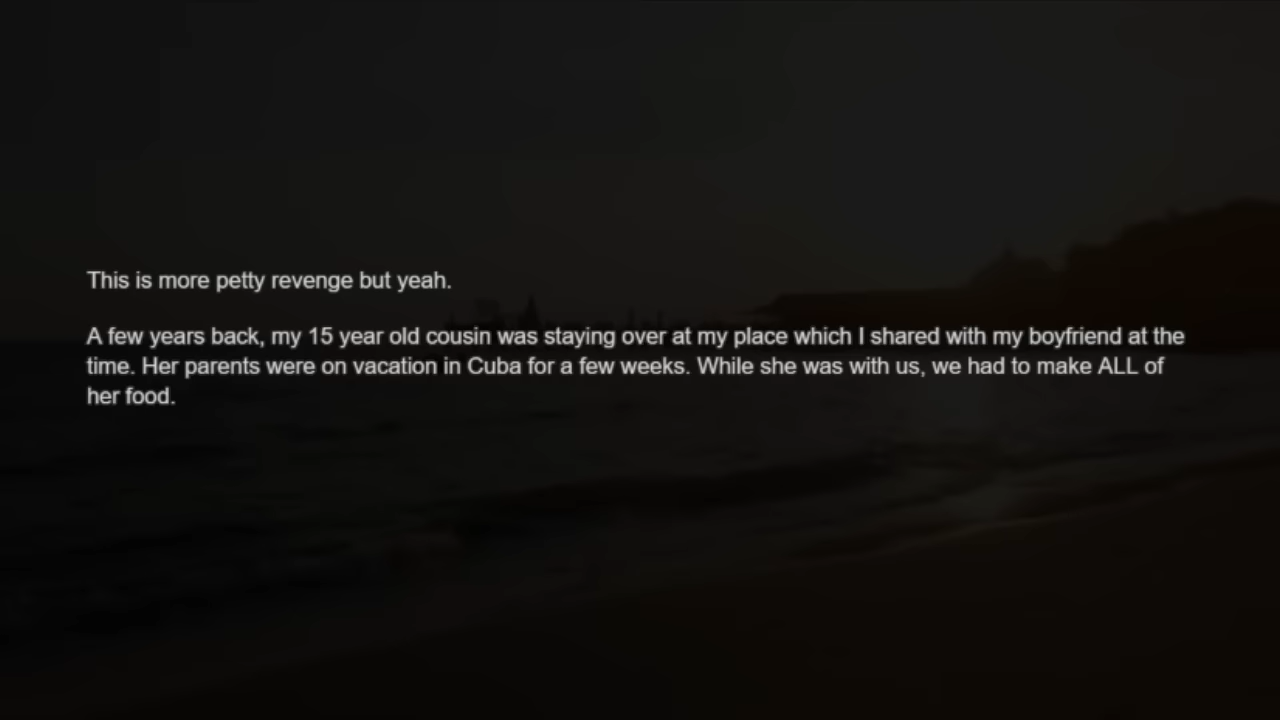 This is more petty revenge but yeah.
A few years back, my 15 year old cousin was staying over at my place which I shared with my boyfriend at the
time. Her parents were on vacation in Cuba for a few weeks. While she was with us, we had to make ALL of
her food.